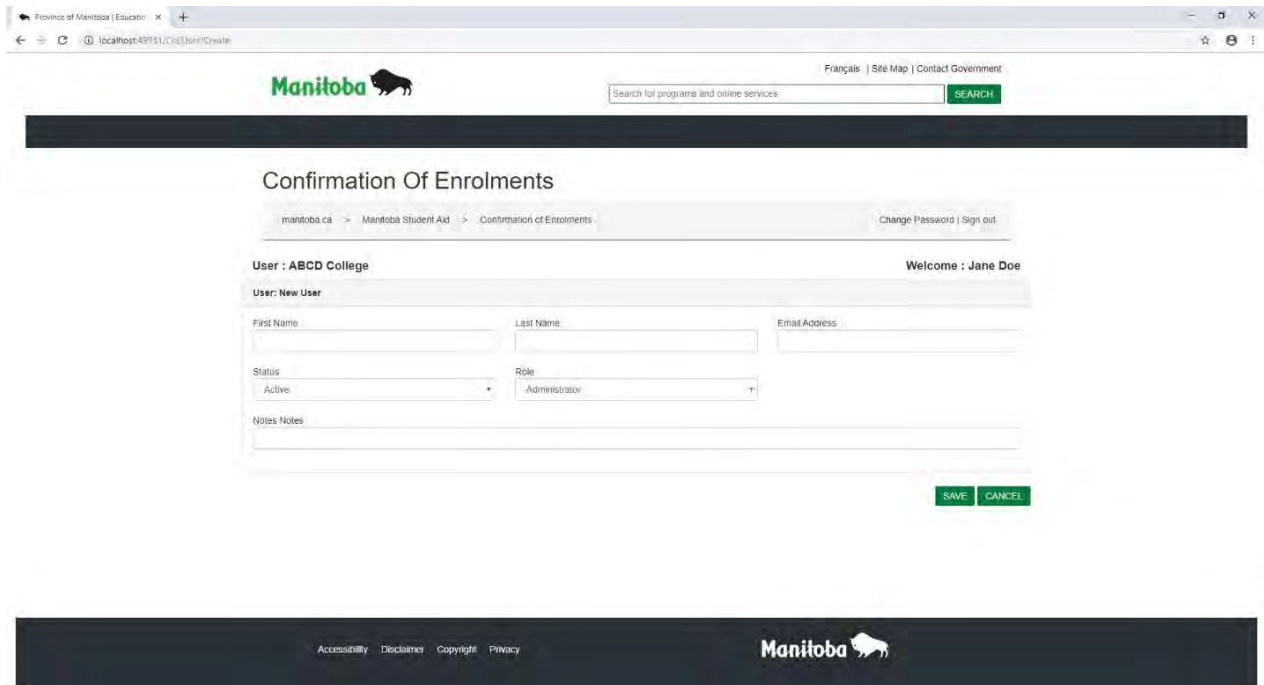 Province of Manitoba | Educatio
localhost:49931/CoEUser/Create
Manitoba
Français | Site Map | Contact Government
Search for programs and online services
SEARCH
Confirmation Of Enrolments
manitoba.ca > Manitoba Student Aid > Confirmation of Enrolments
Change Password | Sign out
User : ABCD College
Welcome : Jane Doe
User: New User
First Name
Last Name
Email Address
Status
Role
Active
Administrator
Notes Notes
SAVE
CANCEL
Accessibility Disclaimer Copyright Privacy
Manitoba